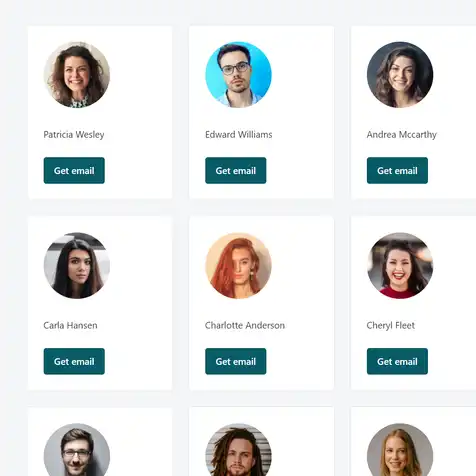 Patricia Wesley
Edward Williams
Andrea Mccarthy
Get email
Get email
Get email
Carla Hansen
Charlotte Anderson
Cheryl Fleet
Get email
Get email
Get email